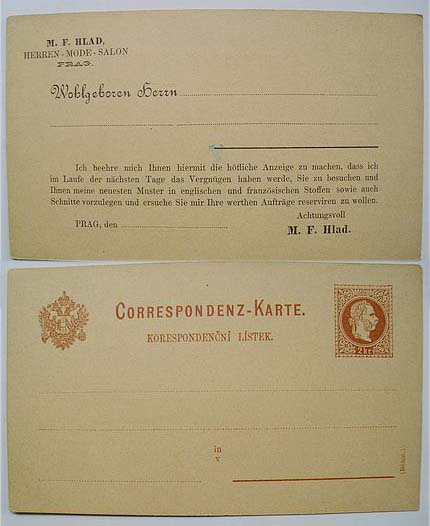 M. F. HLAD,
HERREN-MODE-SALON
PRAG.
Wohlgeboren Herrn
Ich beehre mich Ihnen hiermit die höfliche Anzeige zu machen, dass ich
im Laufe der nächsten Tage das Vergnügen haben werde, Sie zu besuchen und
Ihnen meine neuesten Muster in englischen und französischen Stoffen sowie auch
Schnitte vorzulegen und ersuche Sie mir Ihre werthen Aufträge reserviren zu wollen.
Achtungsvoll
PRAG, den
M. F. Hlad.
CORRESPONDENZ-KARTE.
KORESPONDENČNÍ LÍSTEK.
2 kr.
in
v
(Böhm.)